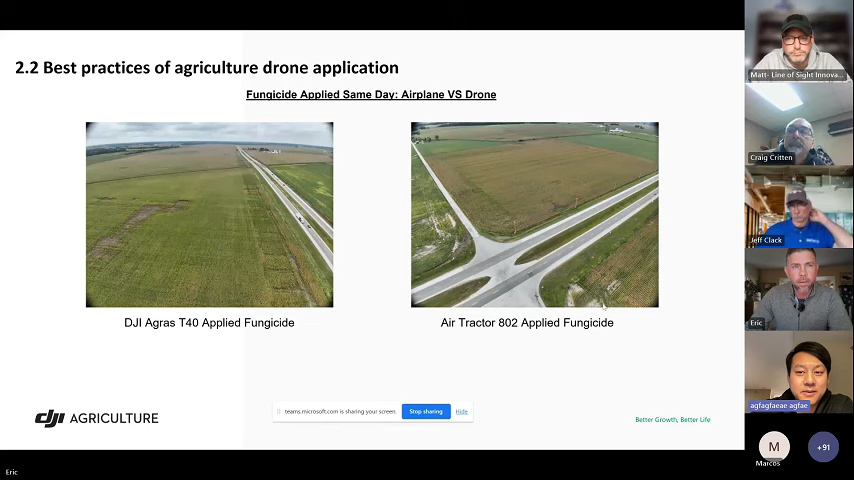 2.2 Best practices of agriculture drone application
Fungicide Applied Same Day: Airplane VS Drone
DJI Agras T40 Applied Fungicide
Air Tractor 802 Applied Fungicide
dji AGRICULTURE
teams.microsoft.com is sharing your screen.
Stop sharing
Hide
Better Growth, Better Life
Eric
Matt- Line of Sight Innova...
Craig Critten
Jeff Clack
Eric
agfagfaeae agfae
M
Marcos
+91